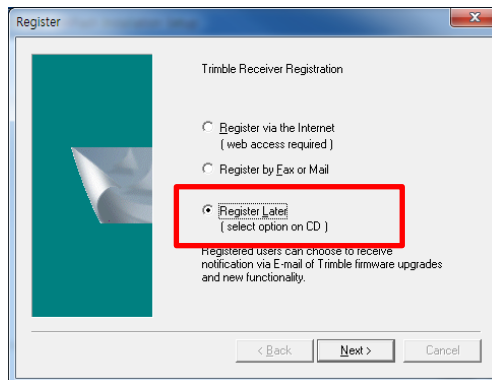 Register
Trimble Receiver Registration
Register via the Internet
( web access required )
Register by Fax or Mail
Register Later
( select option on CD )
Registered users can choose to receive
notification via E-mail of Trimble firmware upgrades
and new functionality.
< Back
Next >
Cancel